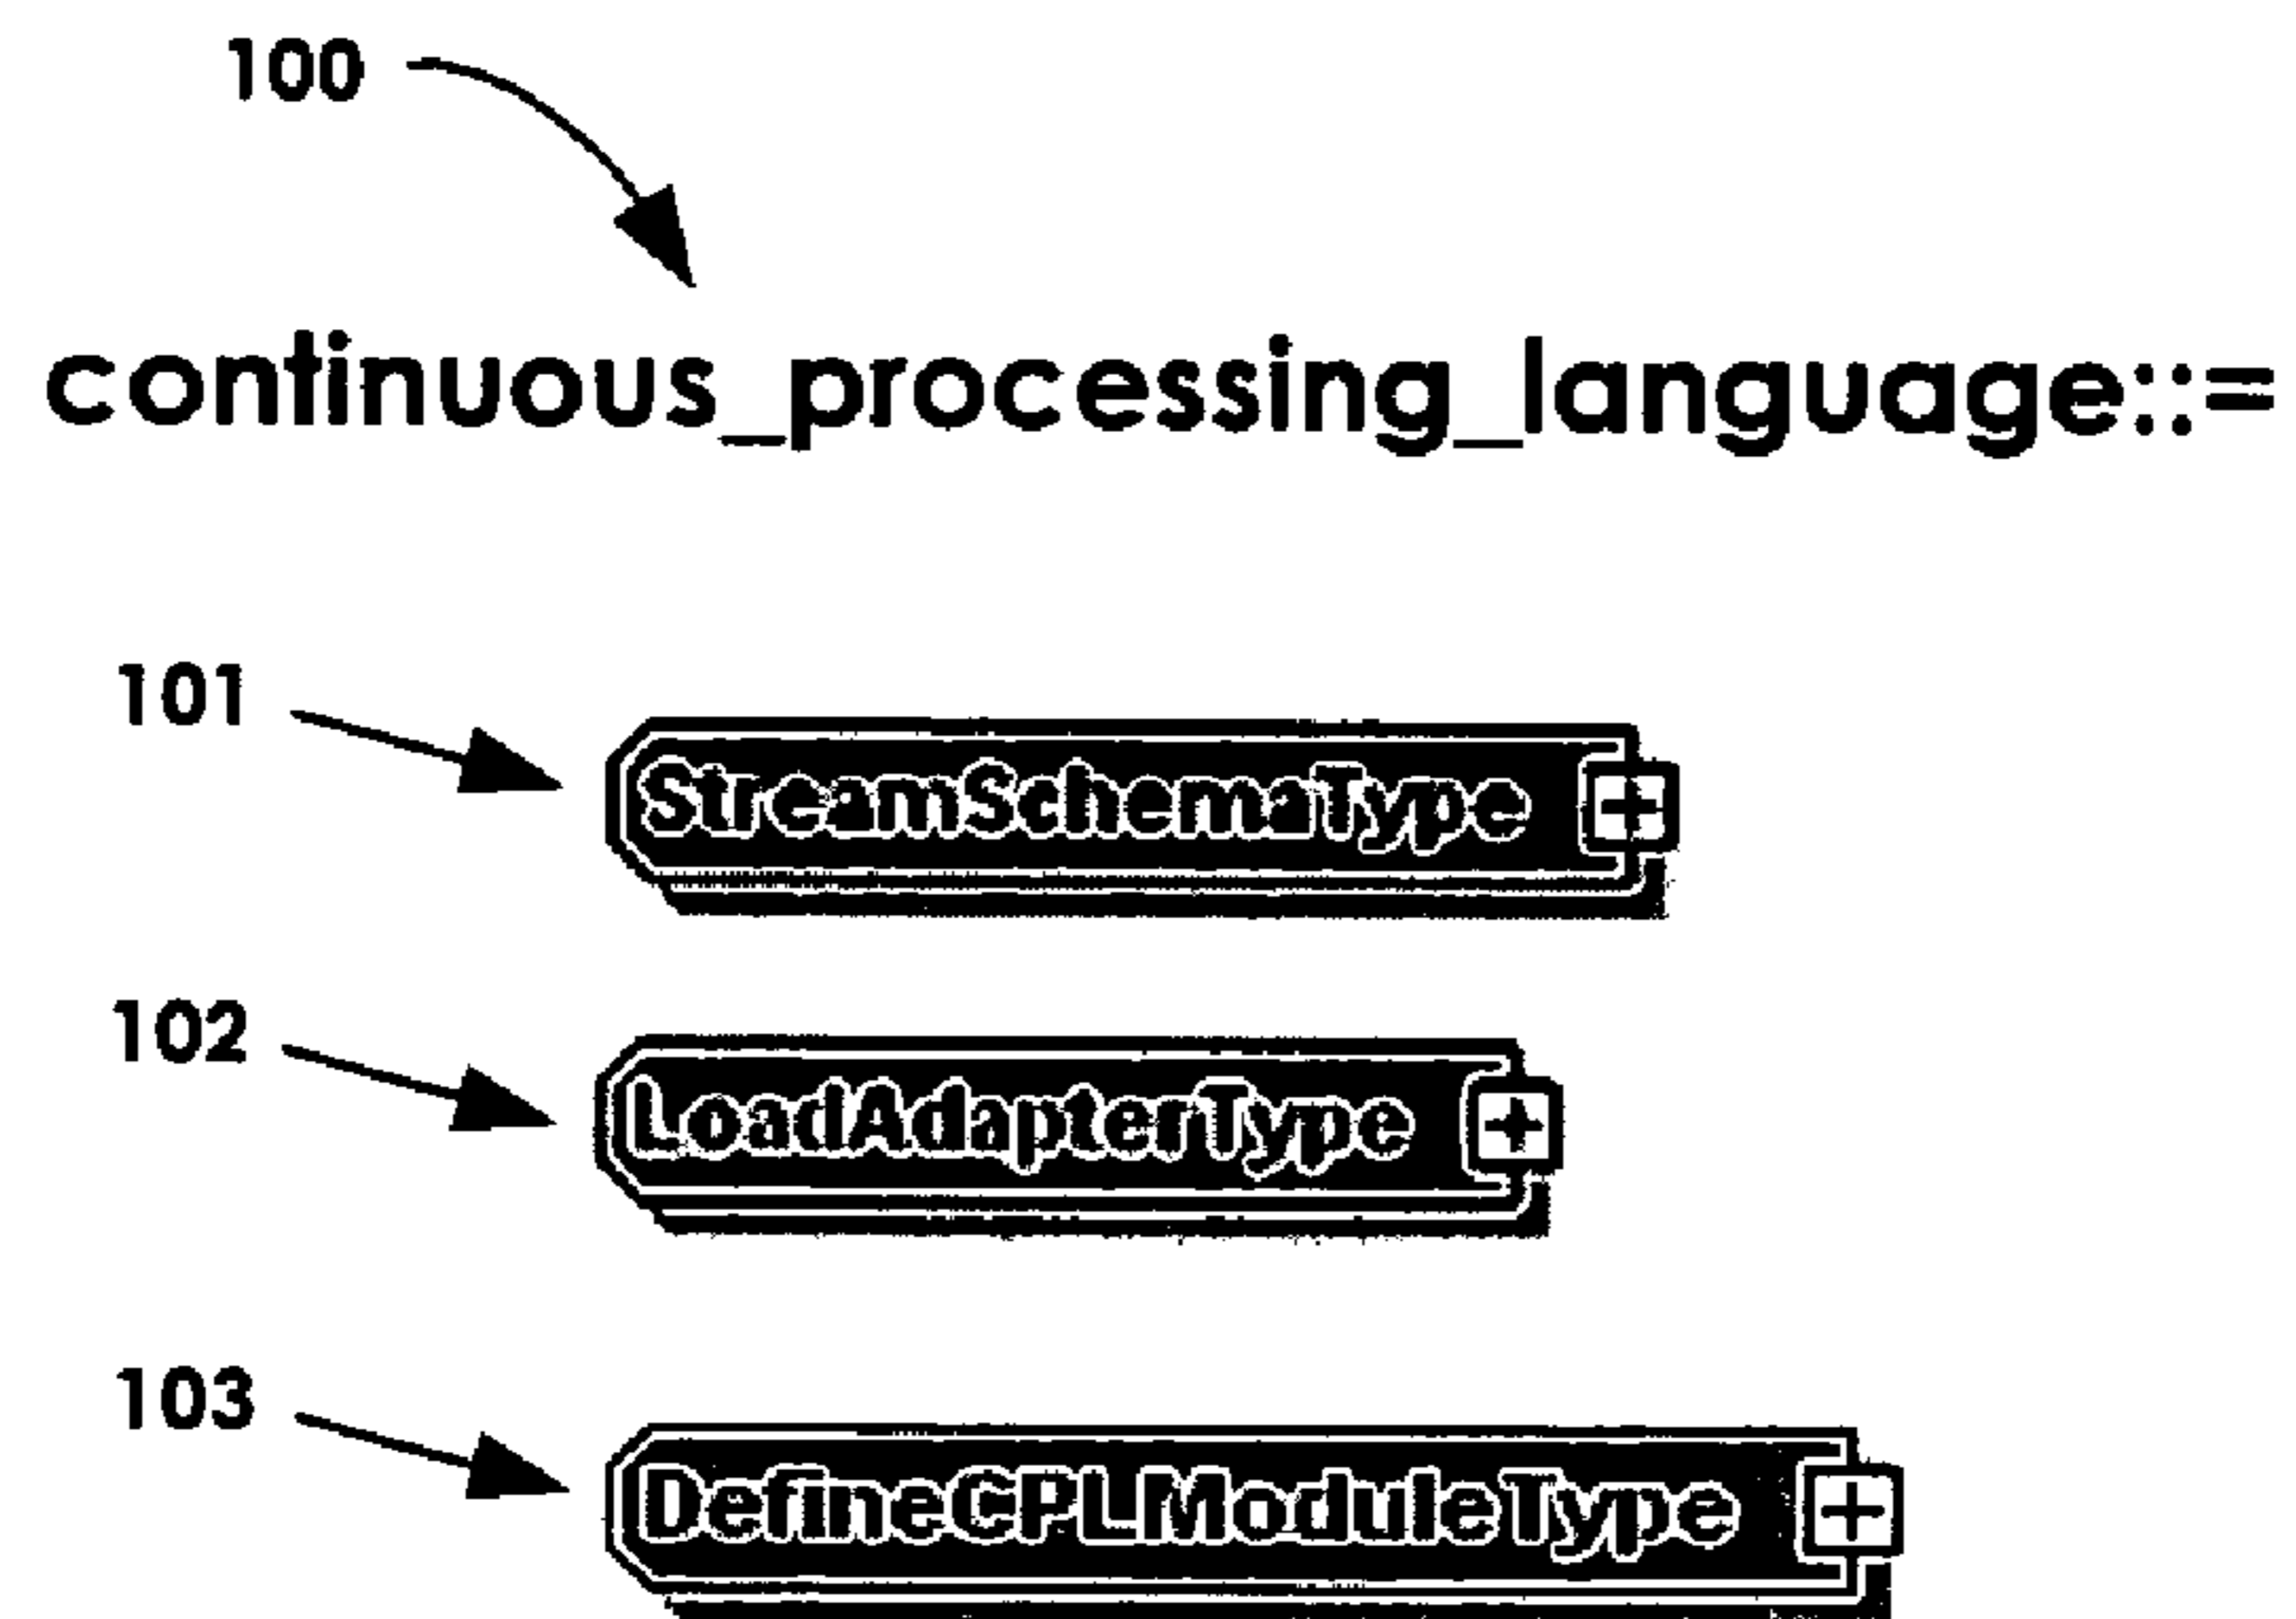 100
continuous_processing_language::=
101
StreamSchemaType
102
LoadAdapterType
103
DefineCPLModuleType